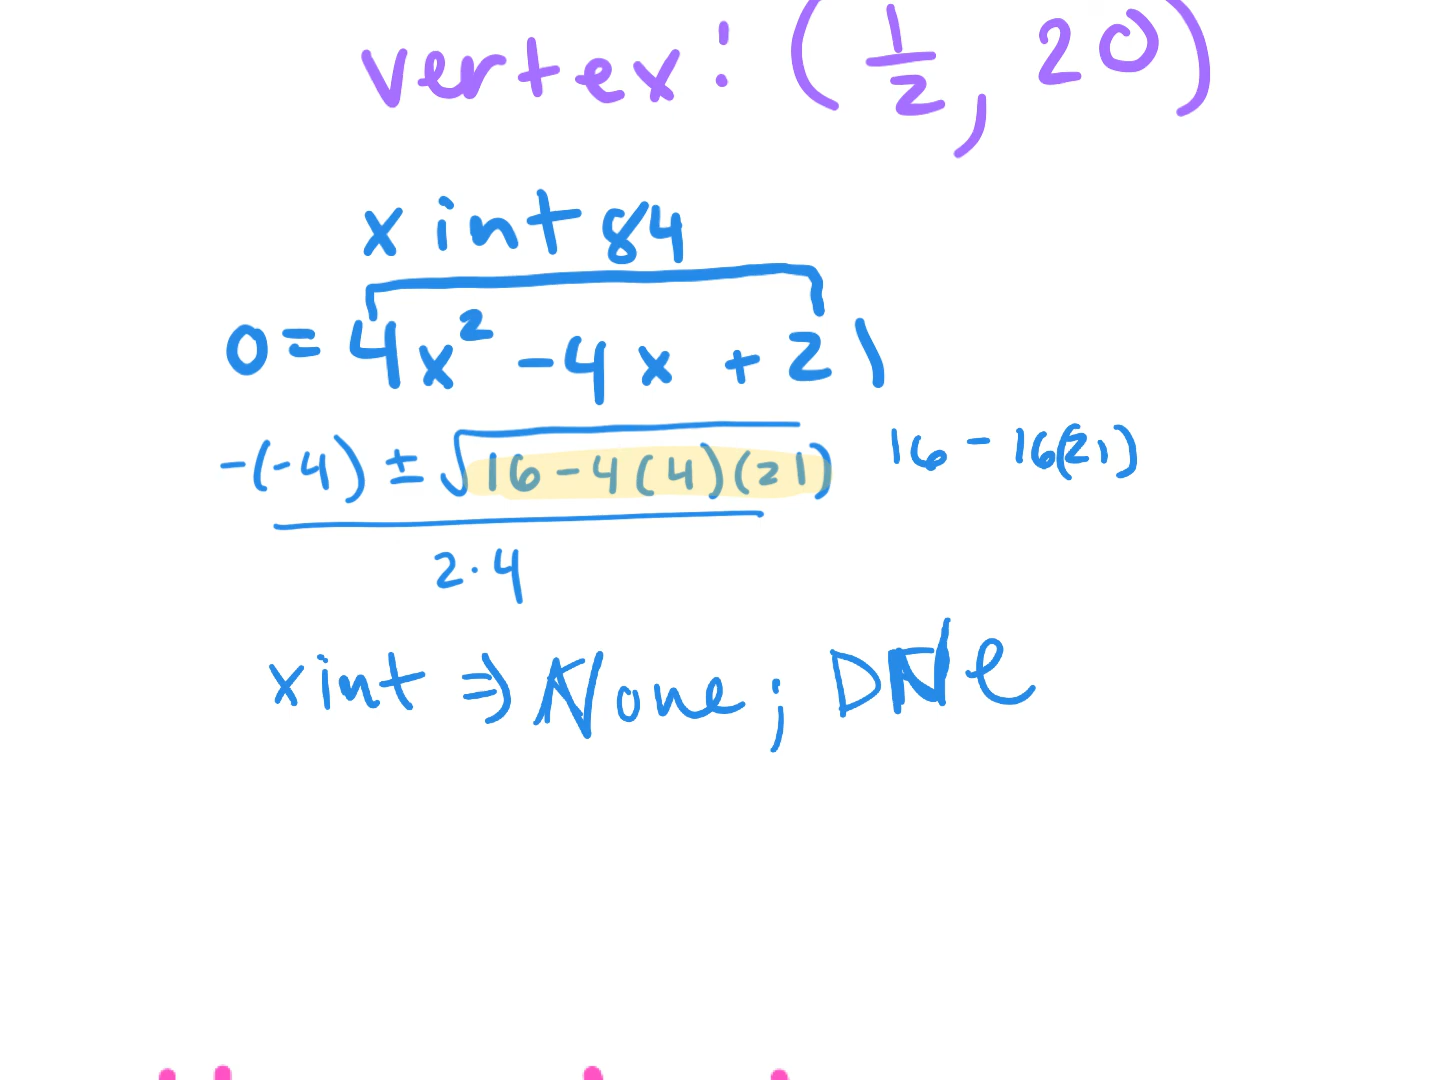 vertex: (1/2, 20)
x int 84
0 = 4x² - 4x + 21
-(-4) ± √16 - 4(4)(21) 16 - 16(21)
2·4
x int ⇒ None; DNE